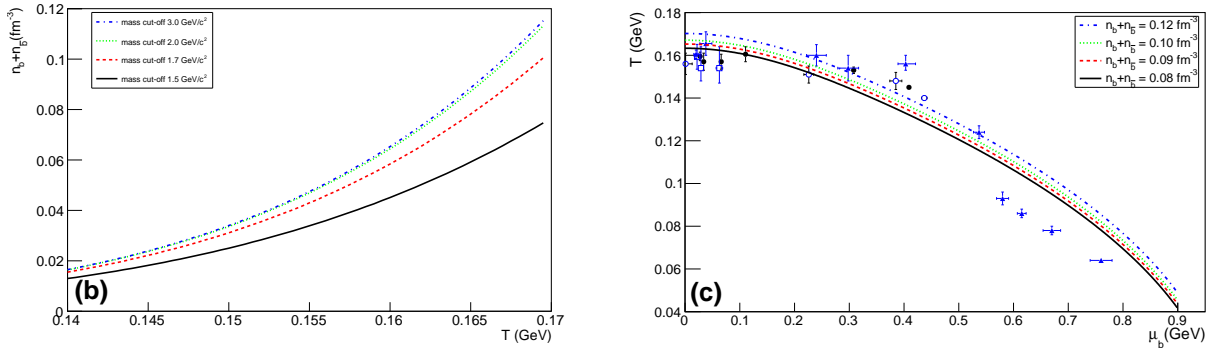 n_b+n_b̄(fm⁻³)
0.12
0.1
0.08
0.06
0.04
0.02
0
mass cut-off 3.0 GeV/c²
mass cut-off 2.0 GeV/c²
mass cut-off 1.7 GeV/c²
mass cut-off 1.5 GeV/c²
(b)
0.14 0.145 0.15 0.155 0.16 0.165 0.17
T (GeV)
T (GeV)
0.18
0.16
0.14
0.12
0.1
0.08
0.06
0.04
n_b+n_b̄ = 0.12 fm⁻³
n_b+n_b̄ = 0.10 fm⁻³
n_b+n_b̄ = 0.09 fm⁻³
n_b+n_b̄ = 0.08 fm⁻³
(c)
0 0.1 0.2 0.3 0.4 0.5 0.6 0.7 0.8 0.9 1
μ_b(GeV)